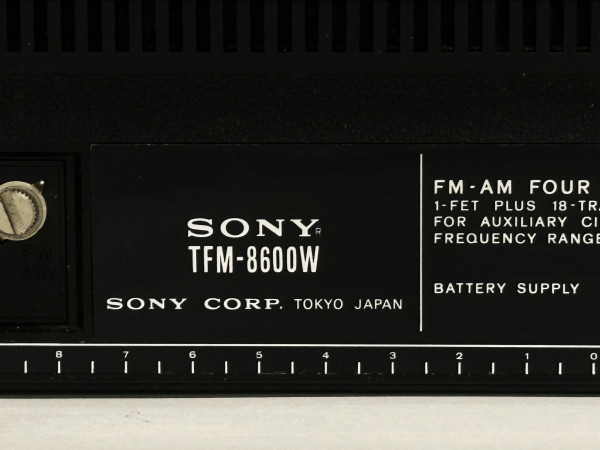 SONY R
TFM-8600W
SONY CORP. TOKYO JAPAN
FM-AM FOUR
1-FET PLUS 18-TRA
FOR AUXILIARY CI
FREQUENCY RANGE
BATTERY SUPPLY
8 7 6 5 4 3 2 1 0